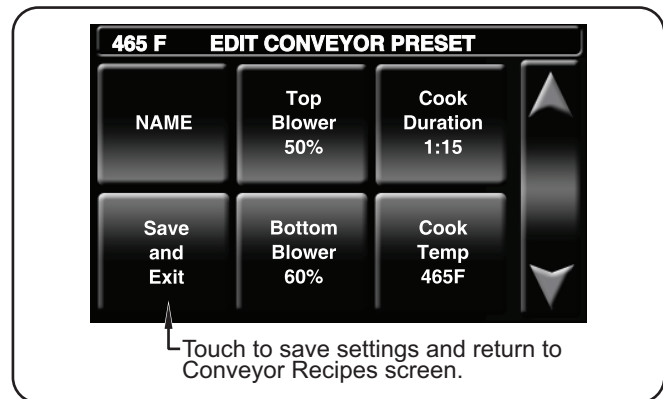 465 F EDIT CONVEYOR PRESET
NAME
Top
Blower
50%
Cook
Duration
1:15
Save
and
Exit
Bottom
Blower
60%
Cook
Temp
465F
Touch to save settings and return to
Conveyor Recipes screen.